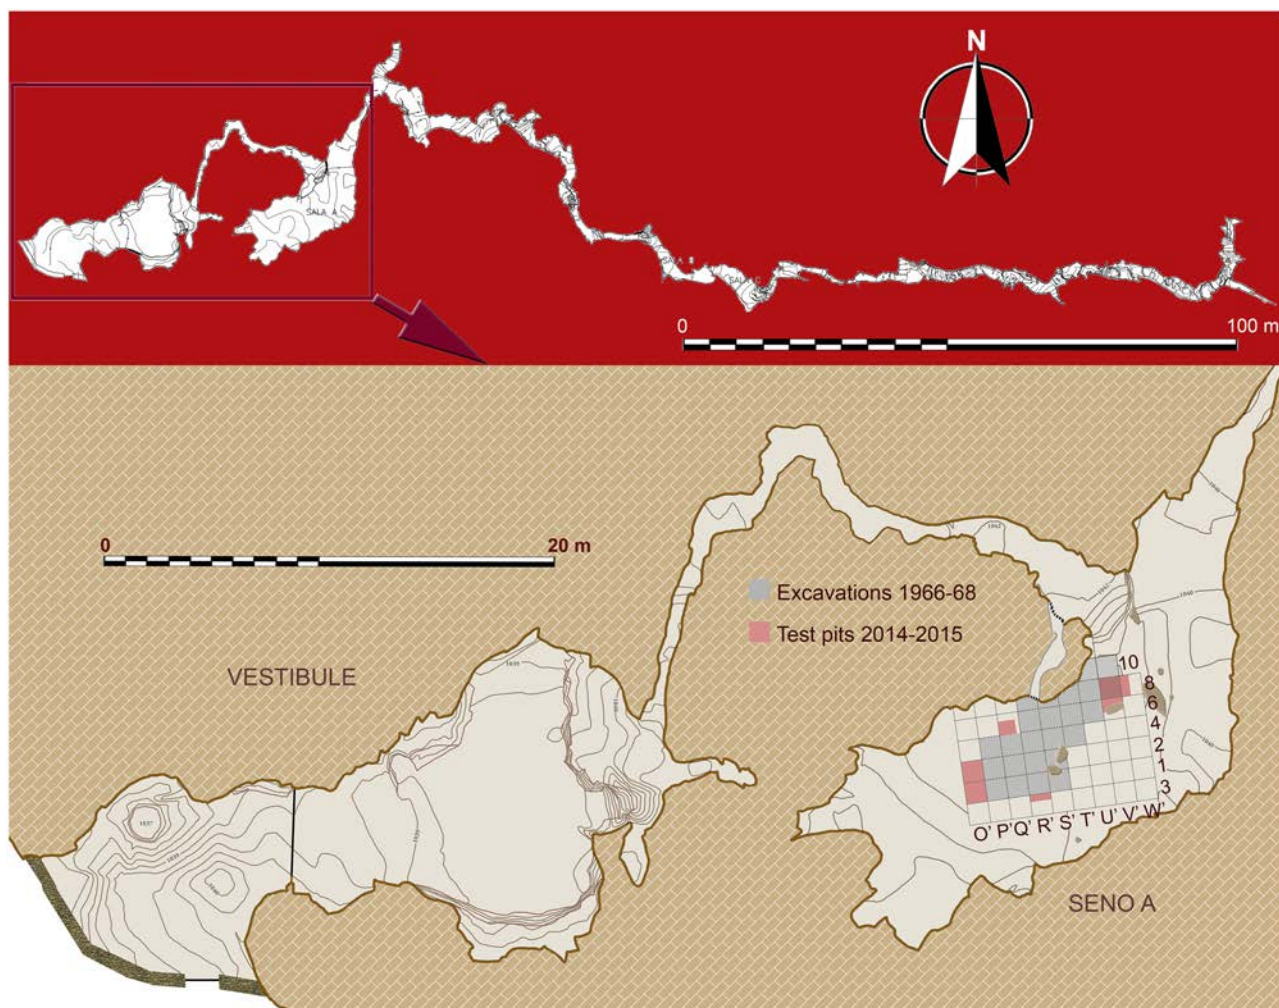 N
SALA A
0
100 m
0
20 m
Excavations 1966-68
Test pits 2014-2015
VESTIBULE
10
8
6
4
2
1
3
O' P' Q' R' S' T' U' V' W'
SENO A